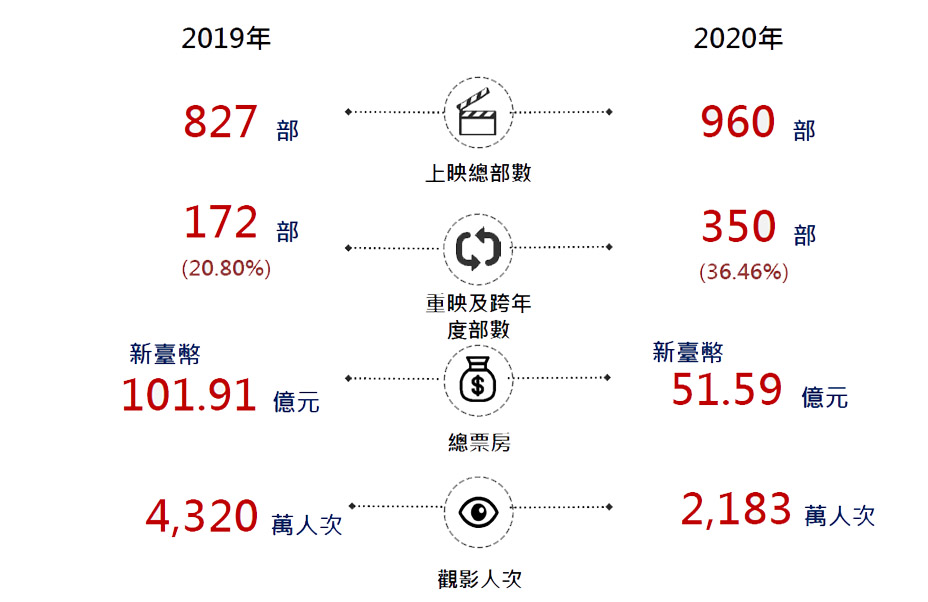 2019年
2020年
827 部
960 部
上映總部數
172 部
350 部
(20.80%)
(36.46%)
重映及跨年
度部數
新臺幣
新臺幣
101.91 億元
51.59 億元
總票房
4,320 萬人次
2,183 萬人次
觀影人次